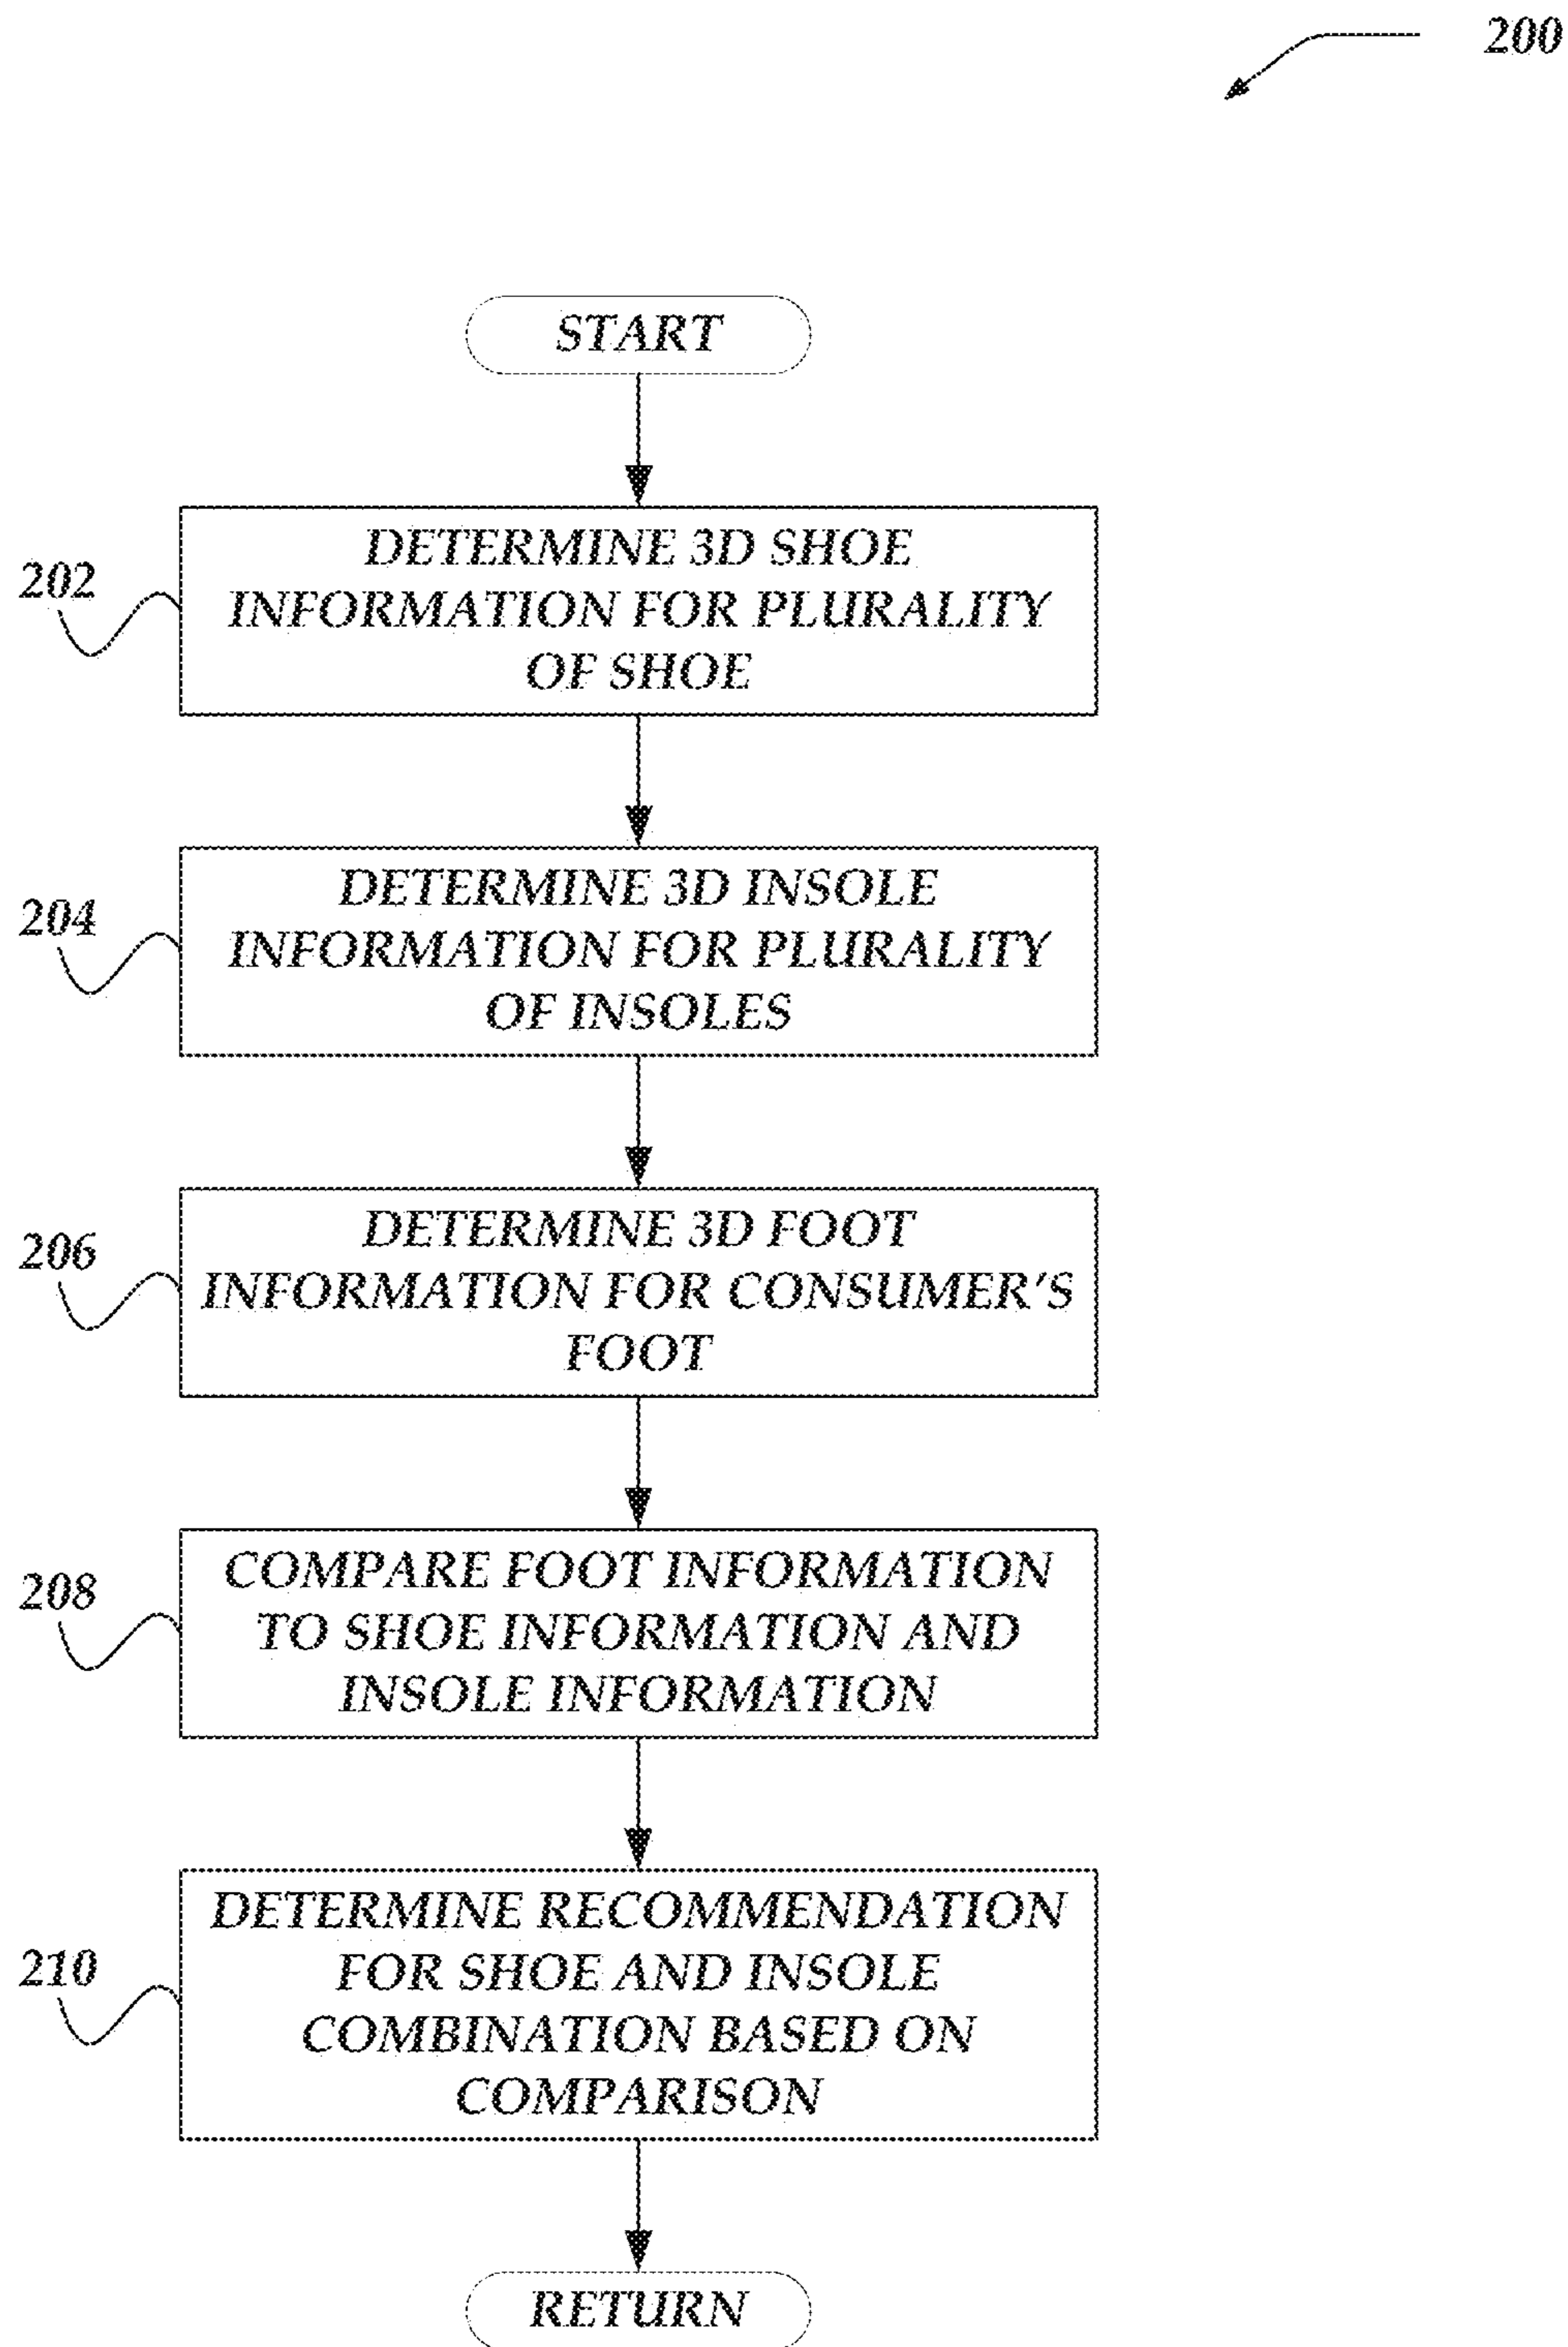 200
START
202
DETERMINE 3D SHOE
INFORMATION FOR PLURALITY
OF SHOE
204
DETERMINE 3D INSOLE
INFORMATION FOR PLURALITY
OF INSOLES
206
DETERMINE 3D FOOT
INFORMATION FOR CONSUMER'S
FOOT
208
COMPARE FOOT INFORMATION
TO SHOE INFORMATION AND
INSOLE INFORMATION
210
DETERMINE RECOMMENDATION
FOR SHOE AND INSOLE
COMBINATION BASED ON
COMPARISON
RETURN